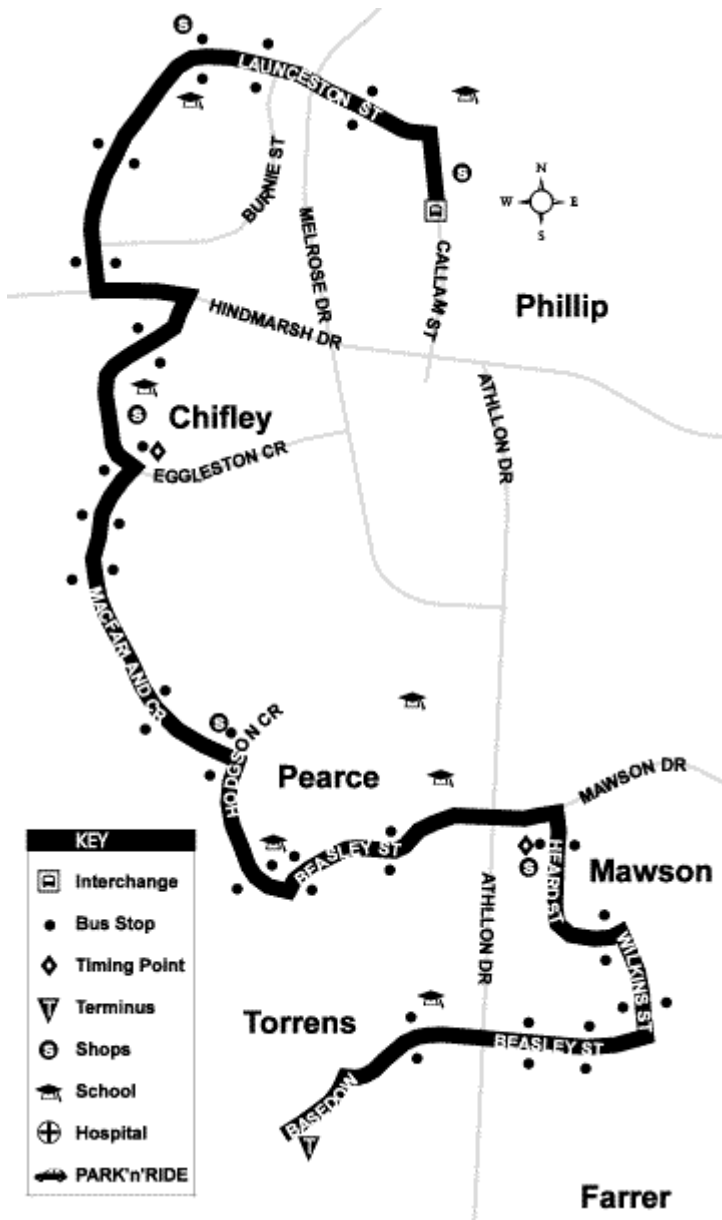 S
LAUNCESTON ST
S
N
W E
S
BURNIE ST
MELROSE DR
CALLAM ST
Phillip
HINDMARSH DR
ATHLLON DR
S
Chifley
EGGLESTON CR
MACFARLAND CR
S
HODGSON CR
Pearce
MAWSON DR
BEASLEY ST
HEARD ST
S
Mawson
ATHLLON DR
WILKINS ST
Torrens
BEASLEY ST
BASEDOW
T
Farrer
KEY
Interchange
Bus Stop
Timing Point
T Terminus
S Shops
School
Hospital
PARK'n'RIDE